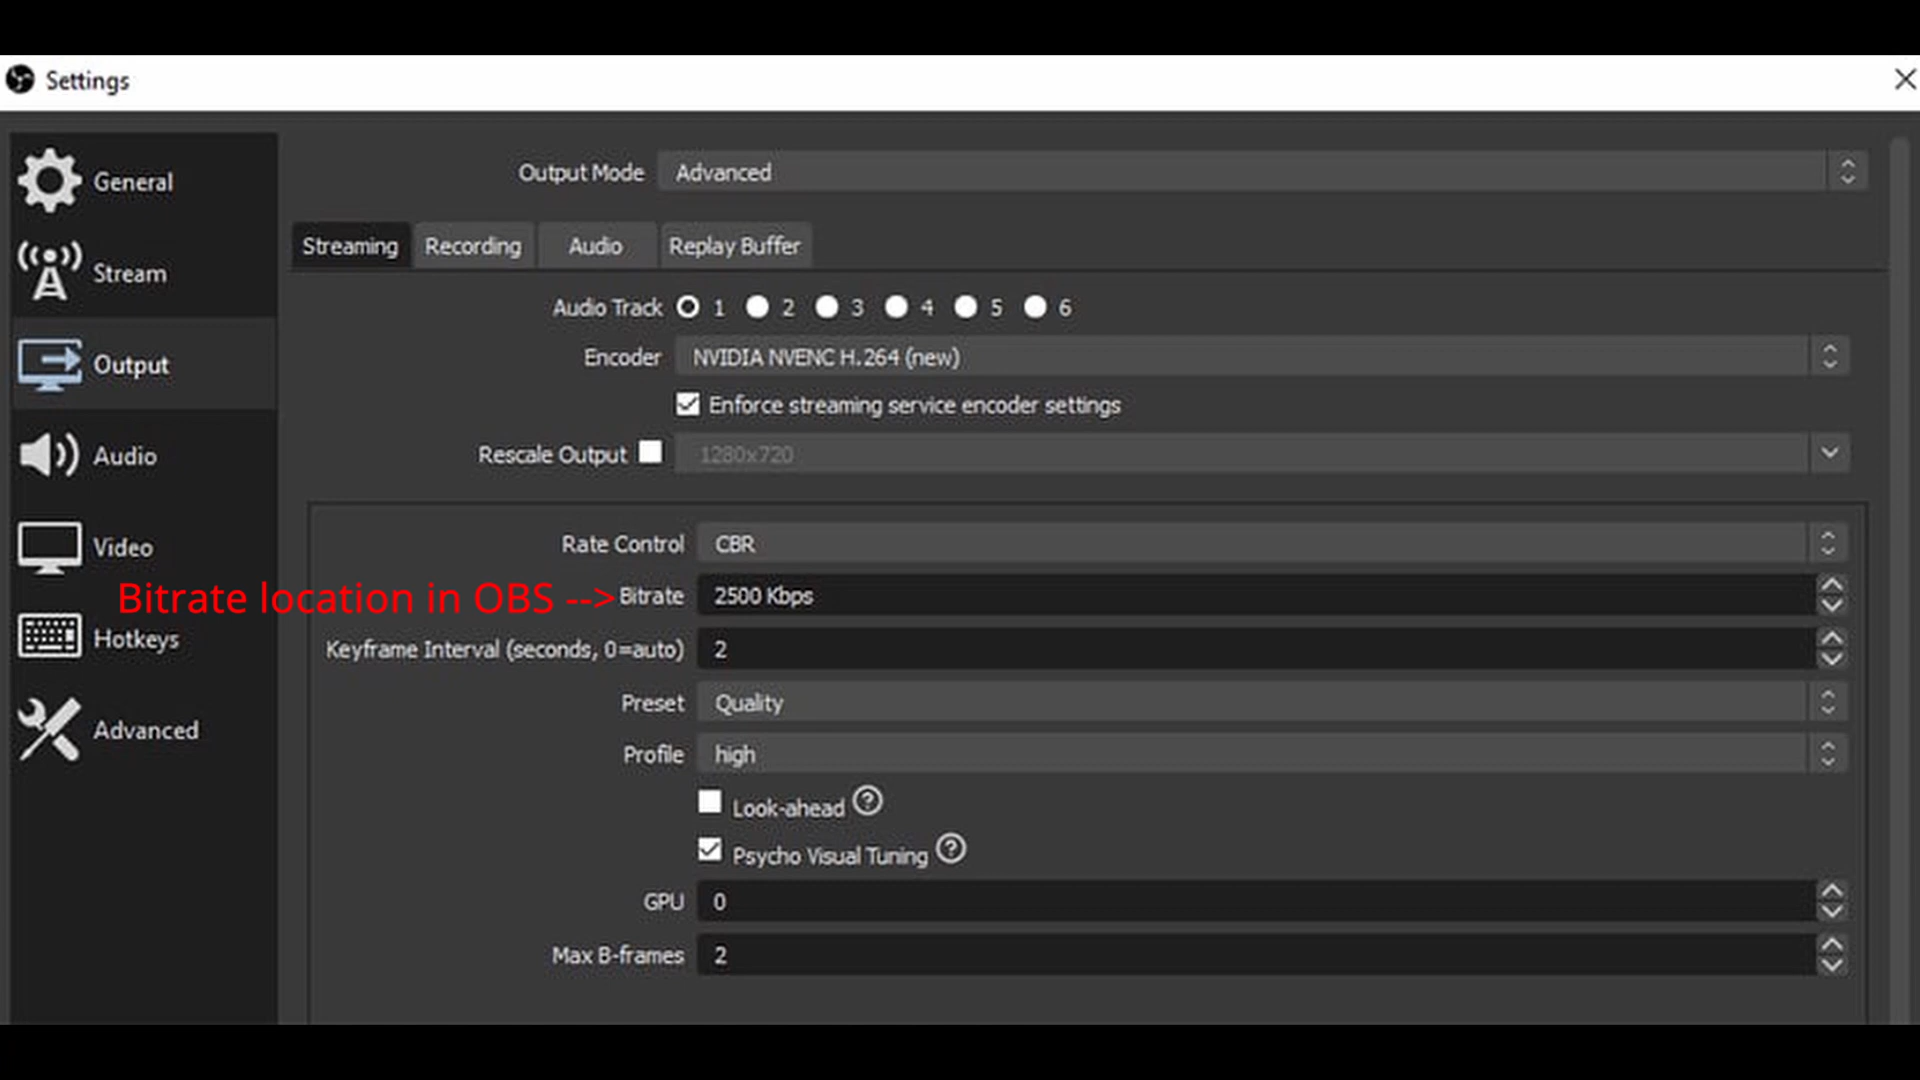 Settings
General
Stream
Output
Audio
Video
Hotkeys
Advanced
Output Mode Advanced
Streaming Recording Audio Replay Buffer
Audio Track 1 2 3 4 5 6
Encoder NVIDIA NVENC H.264 (new)
Enforce streaming service encoder settings
Rescale Output 1280x720
Rate Control CBR
Bitrate location in OBS --> Bitrate 2500 Kbps
Keyframe Interval (seconds, 0=auto) 2
Preset Quality
Profile high
Look-ahead ?
Psycho Visual Tuning ?
GPU 0
Max B-frames 2